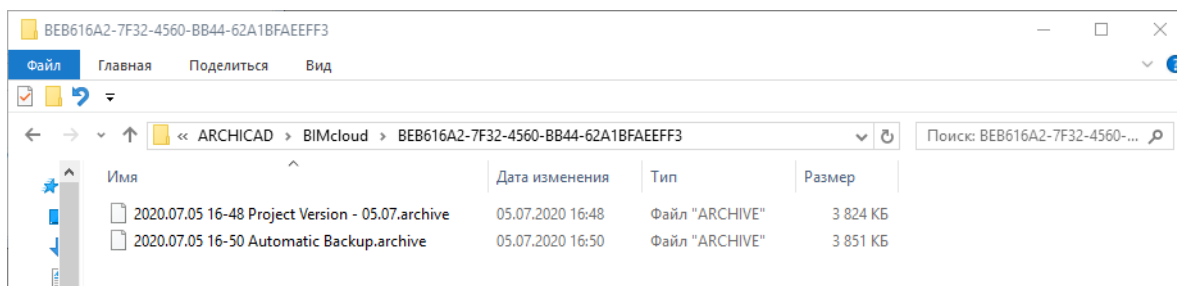 BEB616A2-7F32-4560-BB44-62A1BFAEEFF3
Файл Главная Поделиться Вид
« ARCHICAD › BIMcloud › BEB616A2-7F32-4560-BB44-62A1BFAEEFF3 Поиск: BEB616A2-7F32-4560-...
Имя Дата изменения Тип Размер
2020.07.05 16-48 Project Version - 05.07.archive 05.07.2020 16:48 Файл "ARCHIVE" 3 824 КБ
2020.07.05 16-50 Automatic Backup.archive 05.07.2020 16:50 Файл "ARCHIVE" 3 851 КБ